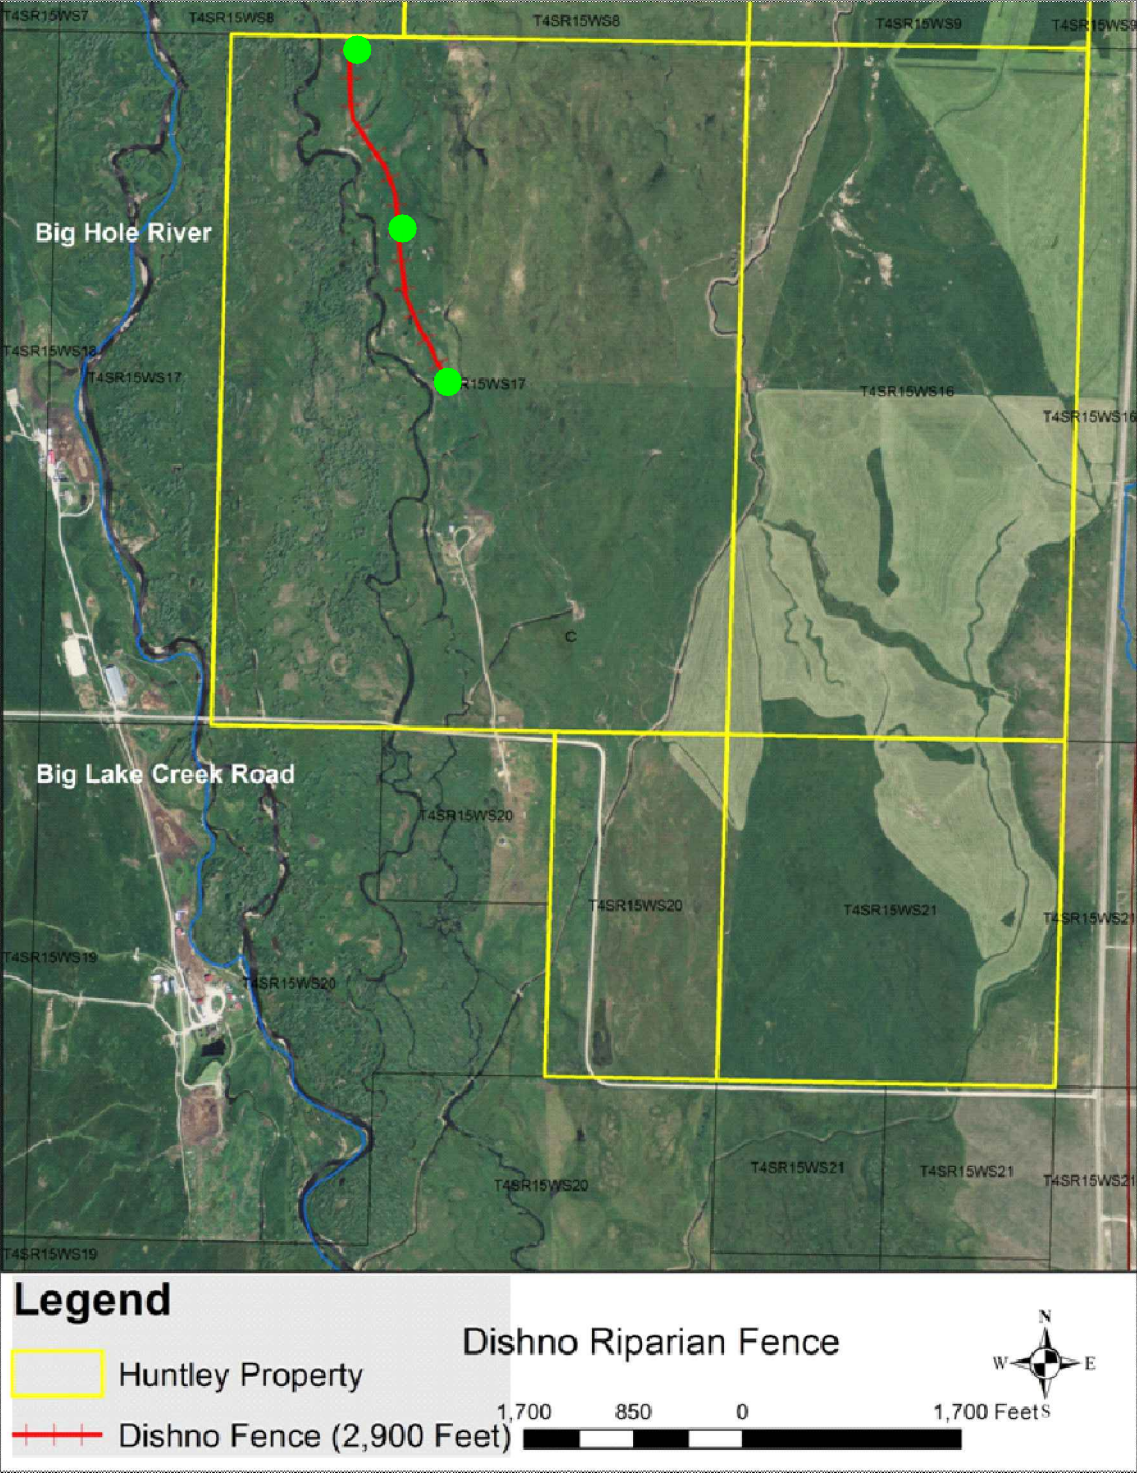 T4SR15WS7
T4SR15WS8
T4SR15WS8
T4SR15WS9
T4SR15WS9
Big Hole River
T4SR15WS18
T4SR15WS17
R15WS17
T4SR15WS16
T4SR15WS16
C
Big Lake Creek Road
T4SR15WS20
T4SR15WS20
T4SR15WS21
T4SR15WS21
T4SR15WS19
T4SR15WS20
T4SR15WS21
T4SR15WS21
T4SR15WS21
T4SR15WS20
T4SR15WS19
Legend
Huntley Property
Dishno Fence (2,900 Feet)
Dishno Riparian Fence
1,700 850 0 1,700 Feet
N
W E
S